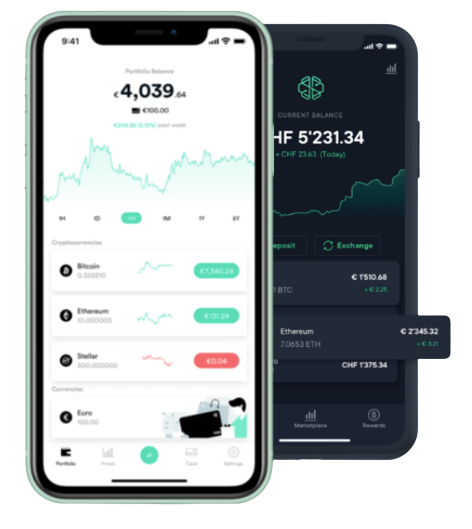 9:41
Portfolio Balance
€4,039.64
€100.00
€206.80 (5.12%) past week
1H 1D 1W 1M 1Y 5Y
Cryptocurrencies
Bitcoin
0.355210
€7,340.24
Ethereum
10.000000
€131.24
Stellar
500.000000
€0.04
Currencies
Euro
100.00
Portfolio Prices Card Settings
CURRENT BALANCE
HF 5'231.34
+ CHF 23.63 (Today)
eposit Exchange
€ 1'510.68
1 BTC + € 2.25
Ethereum € 2'345.32
7.0653 ETH + € 3.21
CHF 1'375.34
Marketplace Rewards